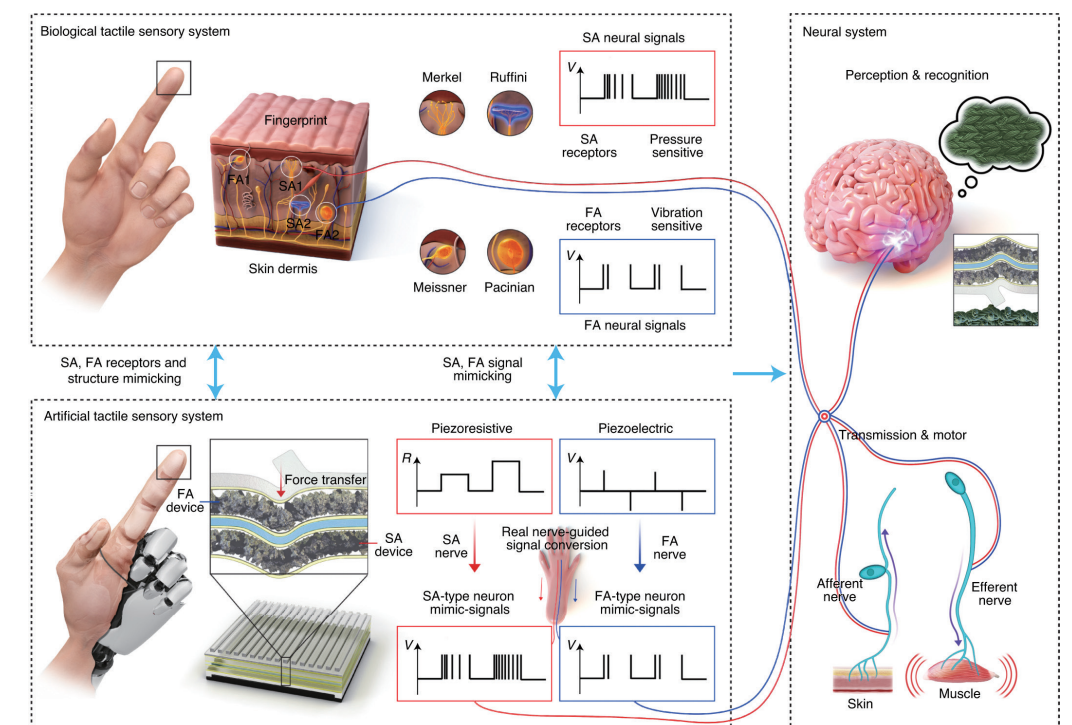 Biological tactile sensory system
Fingerprint
FA1
SA1
SA2
FA2
Skin dermis
Merkel
Ruffini
Meissner
Pacinian
SA neural signals
V
SA
receptors
Pressure
sensitive
FA
receptors
Vibration
sensitive
V
FA neural signals
SA, FA receptors and
structure mimicking
SA, FA signal
mimicking
Artificial tactile sensory system
FA
device
Force transfer
SA
device
Piezoresistive
R
Piezoelectric
V
SA
nerve
Real nerve-guided
signal conversion
FA
nerve
SA-type neuron
mimic-signals
FA-type neuron
mimic-signals
V
V
Neural system
Perception & recognition
Transmission & motor
Afferent
nerve
Efferent
nerve
Skin
Muscle